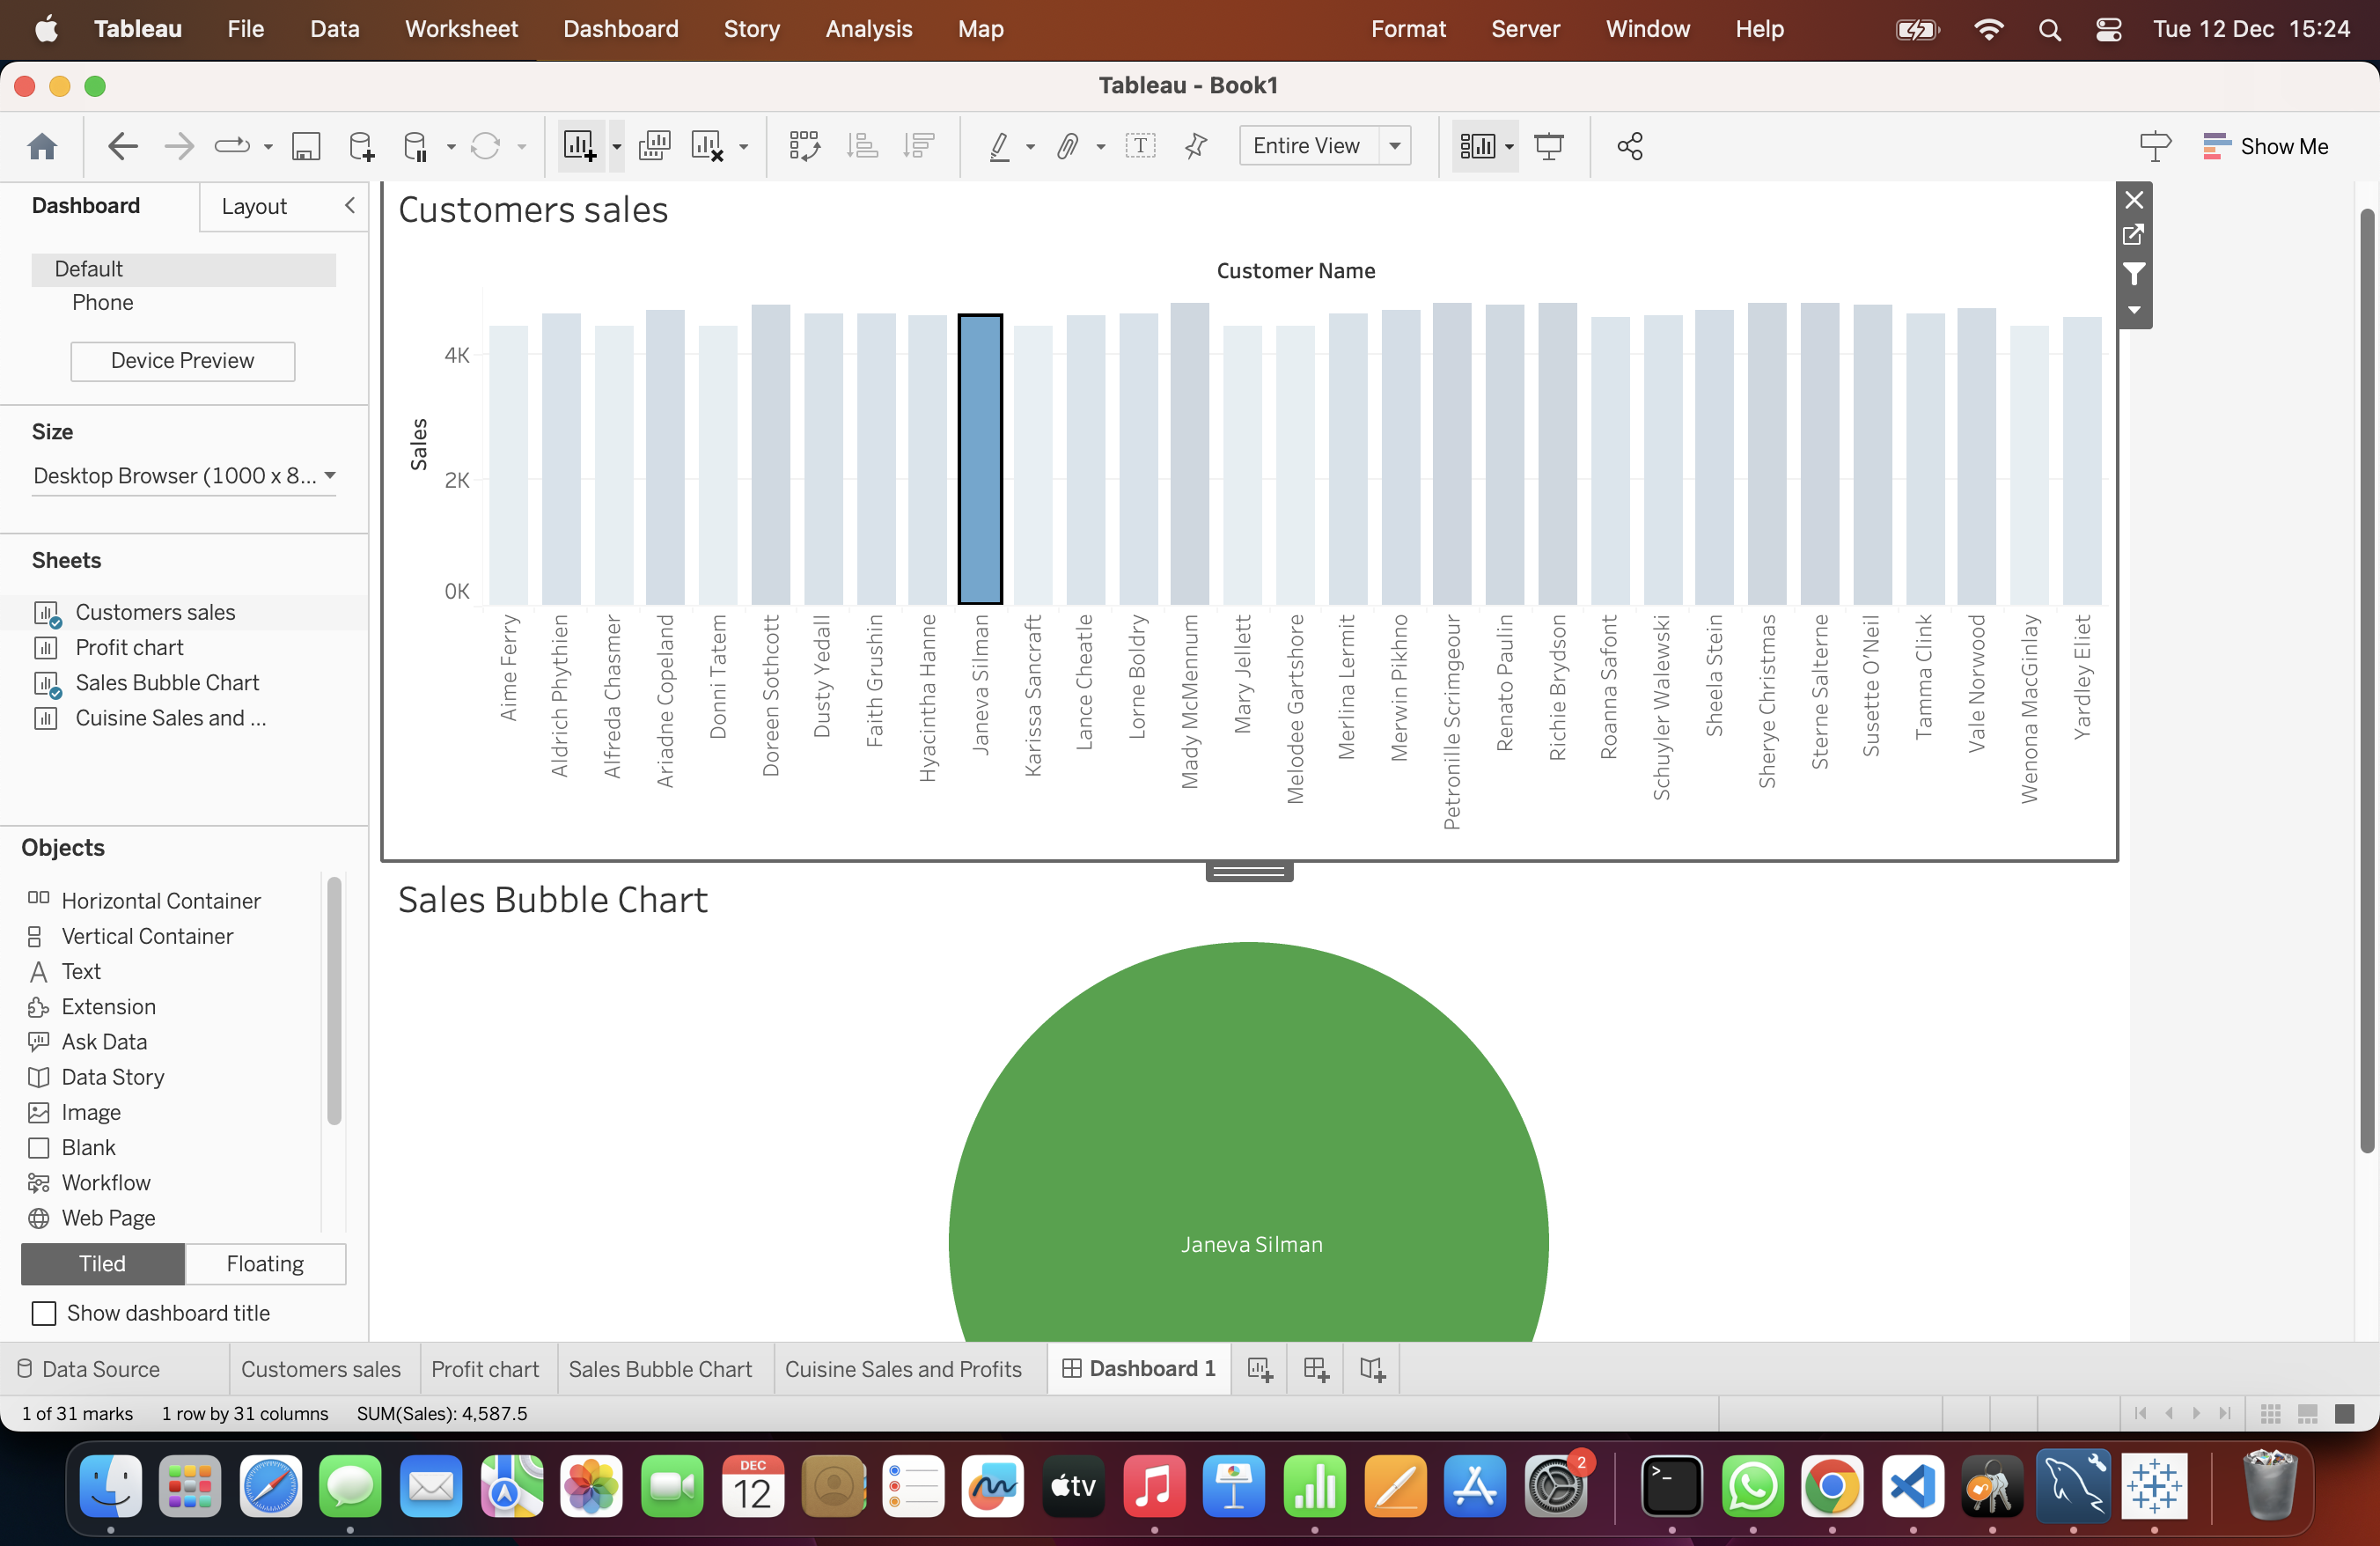 Tableau File Data Worksheet Dashboard Story Analysis Map Format Server Window Help Tue 12 Dec 15:24
Tableau - Book1
Entire View
Show Me
Dashboard
Layout
Default
Phone
Device Preview
Size
Desktop Browser (1000 x 8...
Sheets
Customers sales
Profit chart
Sales Bubble Chart
Cuisine Sales and ...
Objects
Horizontal Container
Vertical Container
Text
Extension
Ask Data
Data Story
Image
Blank
Workflow
Web Page
Tiled
Floating
Show dashboard title
Customers sales
Customer Name
Sales
4K
2K
0K
Aime Ferry
Aldrich Phythien
Alfreda Chasmer
Ariadne Copeland
Donni Tatem
Doreen Sothcott
Dusty Yedall
Faith Grushin
Hyacintha Hanne
Janeva Silman
Karissa Sancraft
Lance Cheatle
Lorne Boldry
Mady McMennum
Mary Jellett
Melodee Gartshore
Merlina Lermit
Merwin Pikhno
Petronille Scrimgeour
Renato Paulin
Richie Brydson
Roanna Safont
Schuyler Walewski
Sheela Stein
Sherye Christmas
Sterne Salterne
Susette O'Neil
Tamma Clink
Vale Norwood
Wenona MacGinlay
Yardley Eliet
Sales Bubble Chart
Janeva Silman
Data Source
Customers sales
Profit chart
Sales Bubble Chart
Cuisine Sales and Profits
Dashboard 1
1 of 31 marks
1 row by 31 columns
SUM(Sales): 4,587.5
DEC
12
tv
2